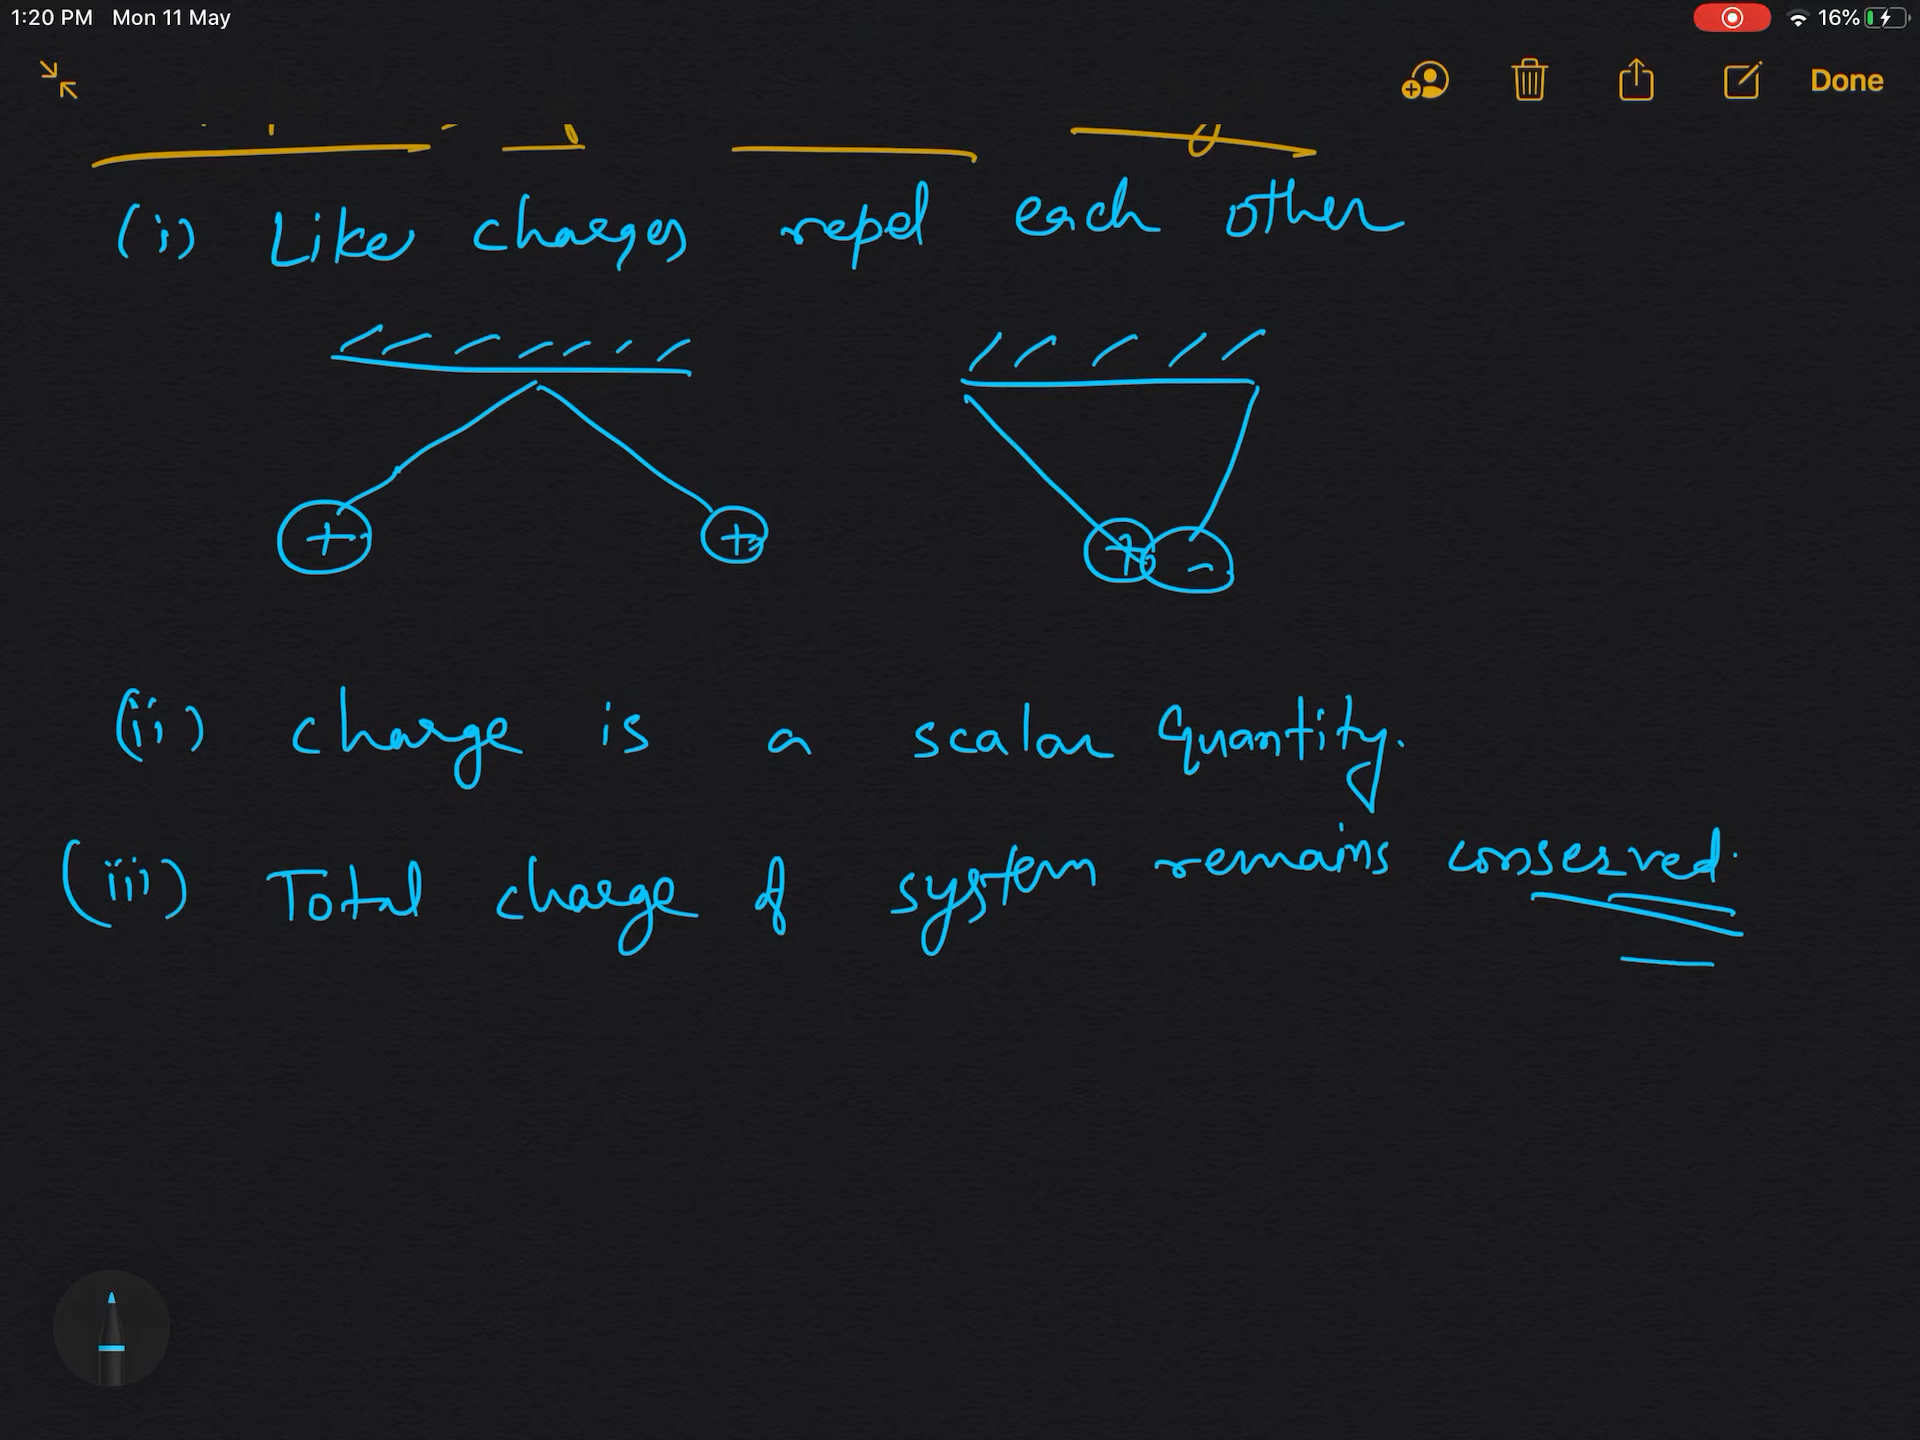 1:20 PM Mon 11 May
16%
Done
(i) Like charges repel each other
+ + + -
(ii) charge is a scalar quantity.
(iii) Total charge of system remains conserved.